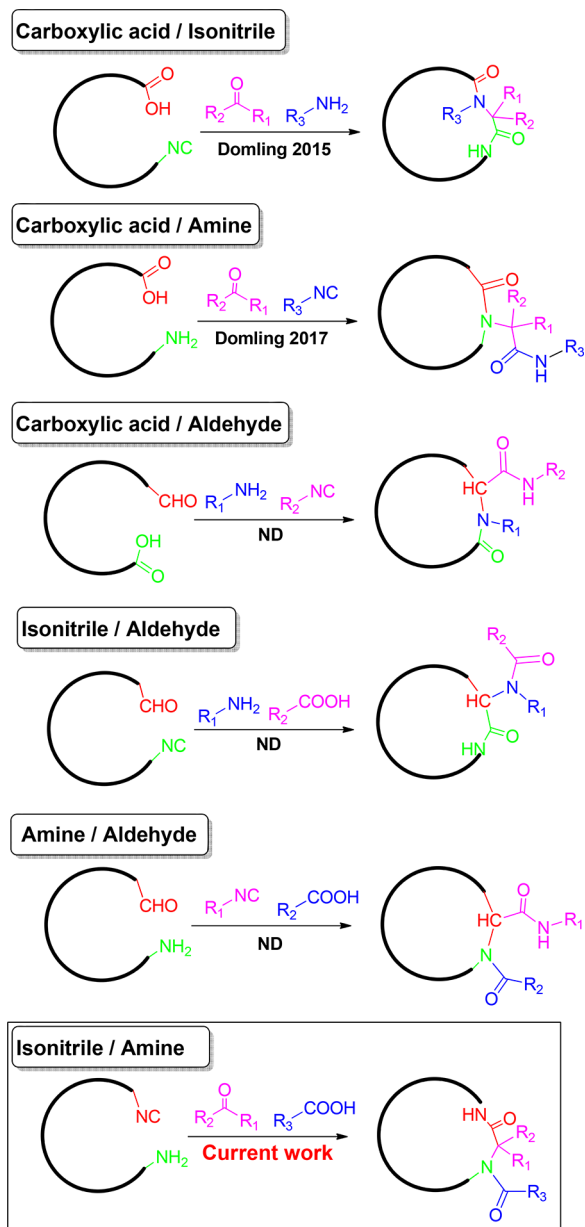 Carboxylic acid / Isonitrile
O
OH
NC
O
R2 R1
R3 NH2
Domling 2015
O
N R1
R3 R2
O
HN
Carboxylic acid / Amine
O
OH
NH2
O
R2 R1
R3 NC
Domling 2017
O
R2
N R1
O N R3
H
Carboxylic acid / Aldehyde
CHO
OH
O
R1 NH2
R2 NC
ND
O
HC N R2
H
N R1
O
Isonitrile / Aldehyde
CHO
NC
R1 NH2
R2 COOH
ND
R2
O
HC N
R1
HN O
Amine / Aldehyde
CHO
NH2
R1 NC
R2 COOH
ND
O
HC N R1
H
N
O R2
Isonitrile / Amine
NC
NH2
O
R2 R1
R3 COOH
Current work
HN O
R2
R1
N
O R3